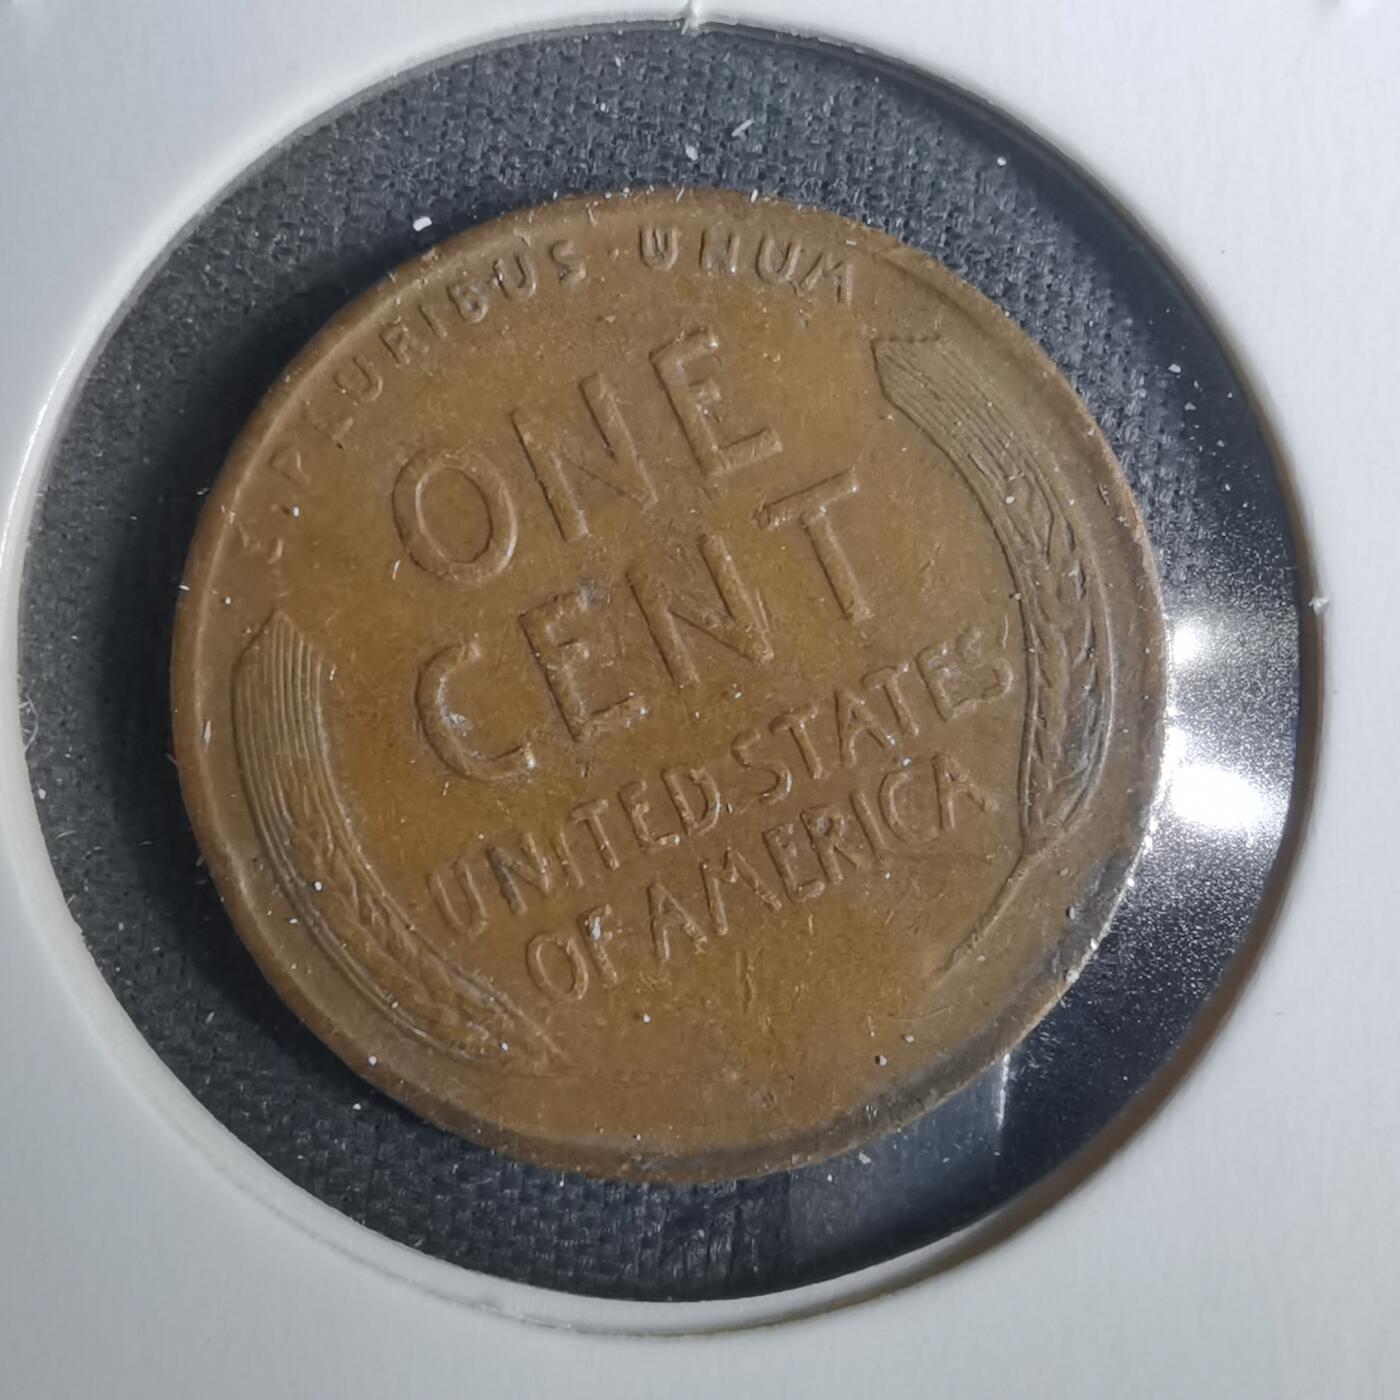 E·PLURIBUS·UNUM
ONE
CENT
UNITED·STATES
OF AMERICA